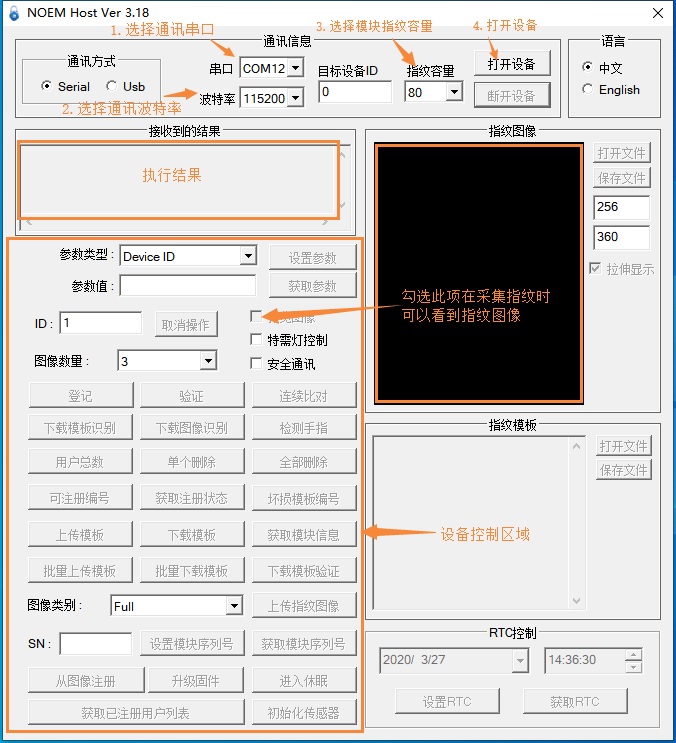 NOEM Host Ver 3.18
1. 选择通讯串口
3. 选择模块指纹容量
4. 打开设备
通讯信息
语言
通讯方式
Serial
Usb
2. 选择通讯波特率
串口
COM12
波特率
115200
目标设备ID
0
指纹容量
80
打开设备
断开设备
中文
English
接收到的结果
执行结果
参数类型：
Device ID
设置参数
参数值：
获取参数
ID：
1
取消操作
指纹图像
特需灯控制
图像数量：
3
安全通讯
登记
验证
连续比对
下载模板识别
下载图像识别
检测手指
用户总数
单个删除
全部删除
可注册编号
获取注册状态
坏损模板编号
上传模板
下载模板
获取模块信息
批量上传模板
批量下载模板
下载模板验证
图像类别：
Full
上传指纹图像
SN：
设置模块序列号
获取模块序列号
从图像注册
升级固件
进入休眠
获取已注册用户列表
初始化传感器
指纹图像
打开文件
保存文件
256
360
拉伸显示
勾选此项在采集指纹时
可以看到指纹图像
指纹模板
打开文件
保存文件
设备控制区域
RTC控制
2020/ 3/27
14:36:30
设置RTC
获取RTC